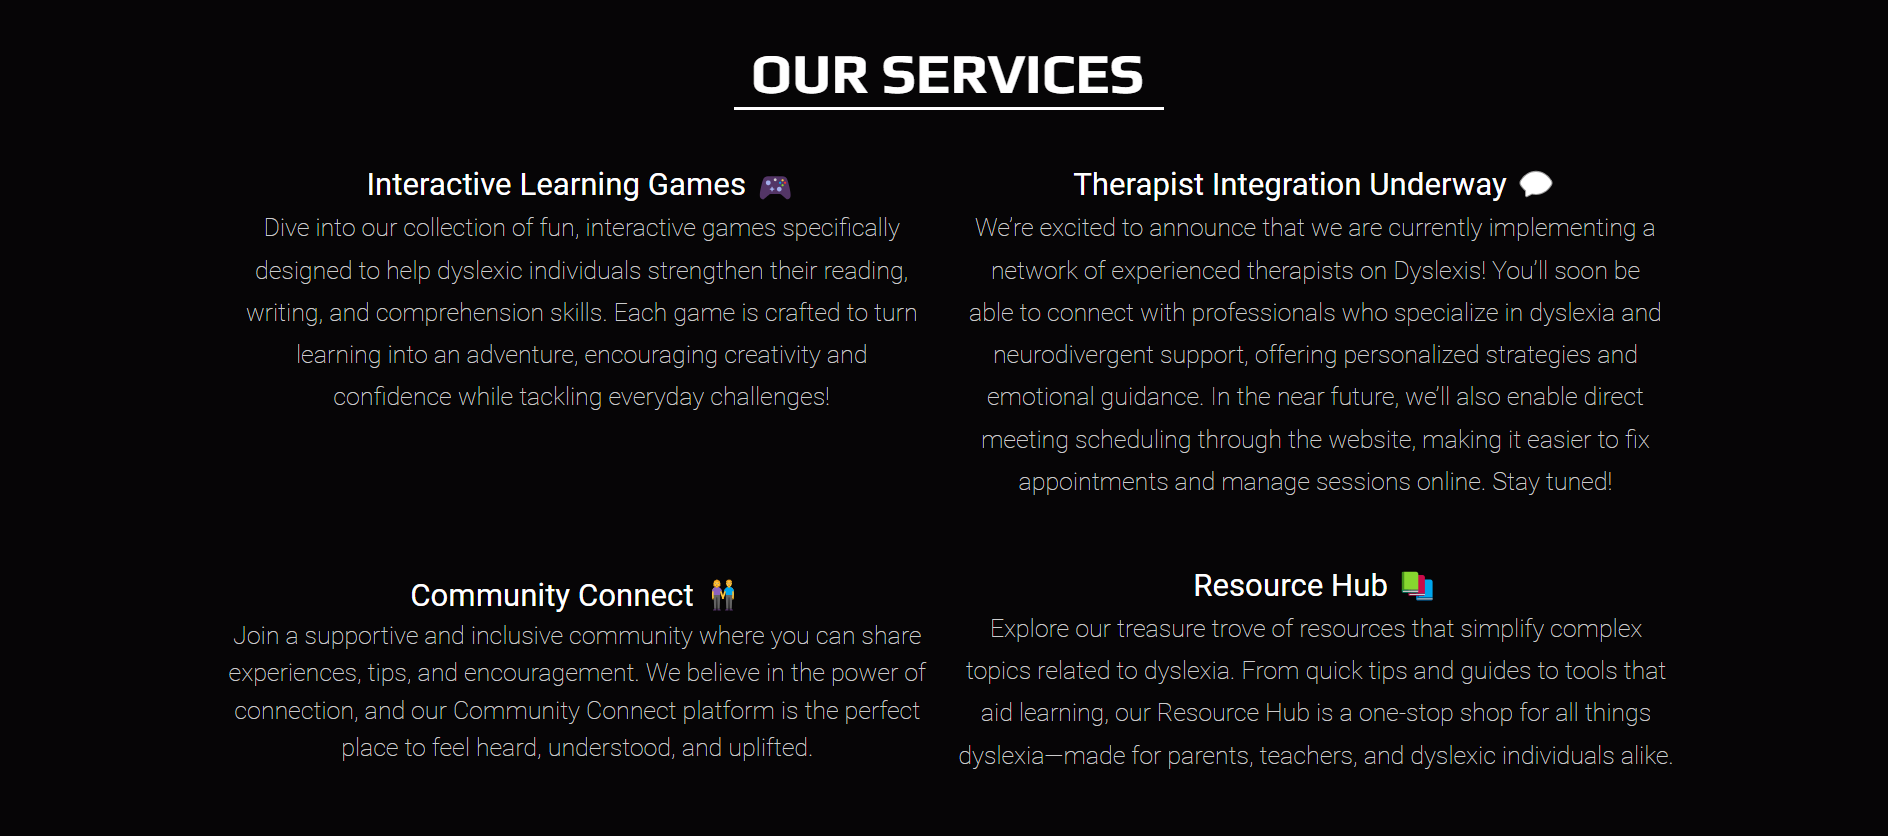 OUR SERVICES
Interactive Learning Games 🎮
Dive into our collection of fun, interactive games specifically
designed to help dyslexic individuals strengthen their reading,
writing, and comprehension skills. Each game is crafted to turn
learning into an adventure, encouraging creativity and
confidence while tackling everyday challenges!
Therapist Integration Underway 💬
We’re excited to announce that we are currently implementing a
network of experienced therapists on Dyslexis! You’ll soon be
able to connect with professionals who specialize in dyslexia and
neurodivergent support, offering personalized strategies and
emotional guidance. In the near future, we’ll also enable direct
meeting scheduling through the website, making it easier to fix
appointments and manage sessions online. Stay tuned!
Community Connect 🧑‍🤝‍🧑
Join a supportive and inclusive community where you can share
experiences, tips, and encouragement. We believe in the power of
connection, and our Community Connect platform is the perfect
place to feel heard, understood, and uplifted.
Resource Hub 📚
Explore our treasure trove of resources that simplify complex
topics related to dyslexia. From quick tips and guides to tools that
aid learning, our Resource Hub is a one-stop shop for all things
dyslexia—made for parents, teachers, and dyslexic individuals alike.